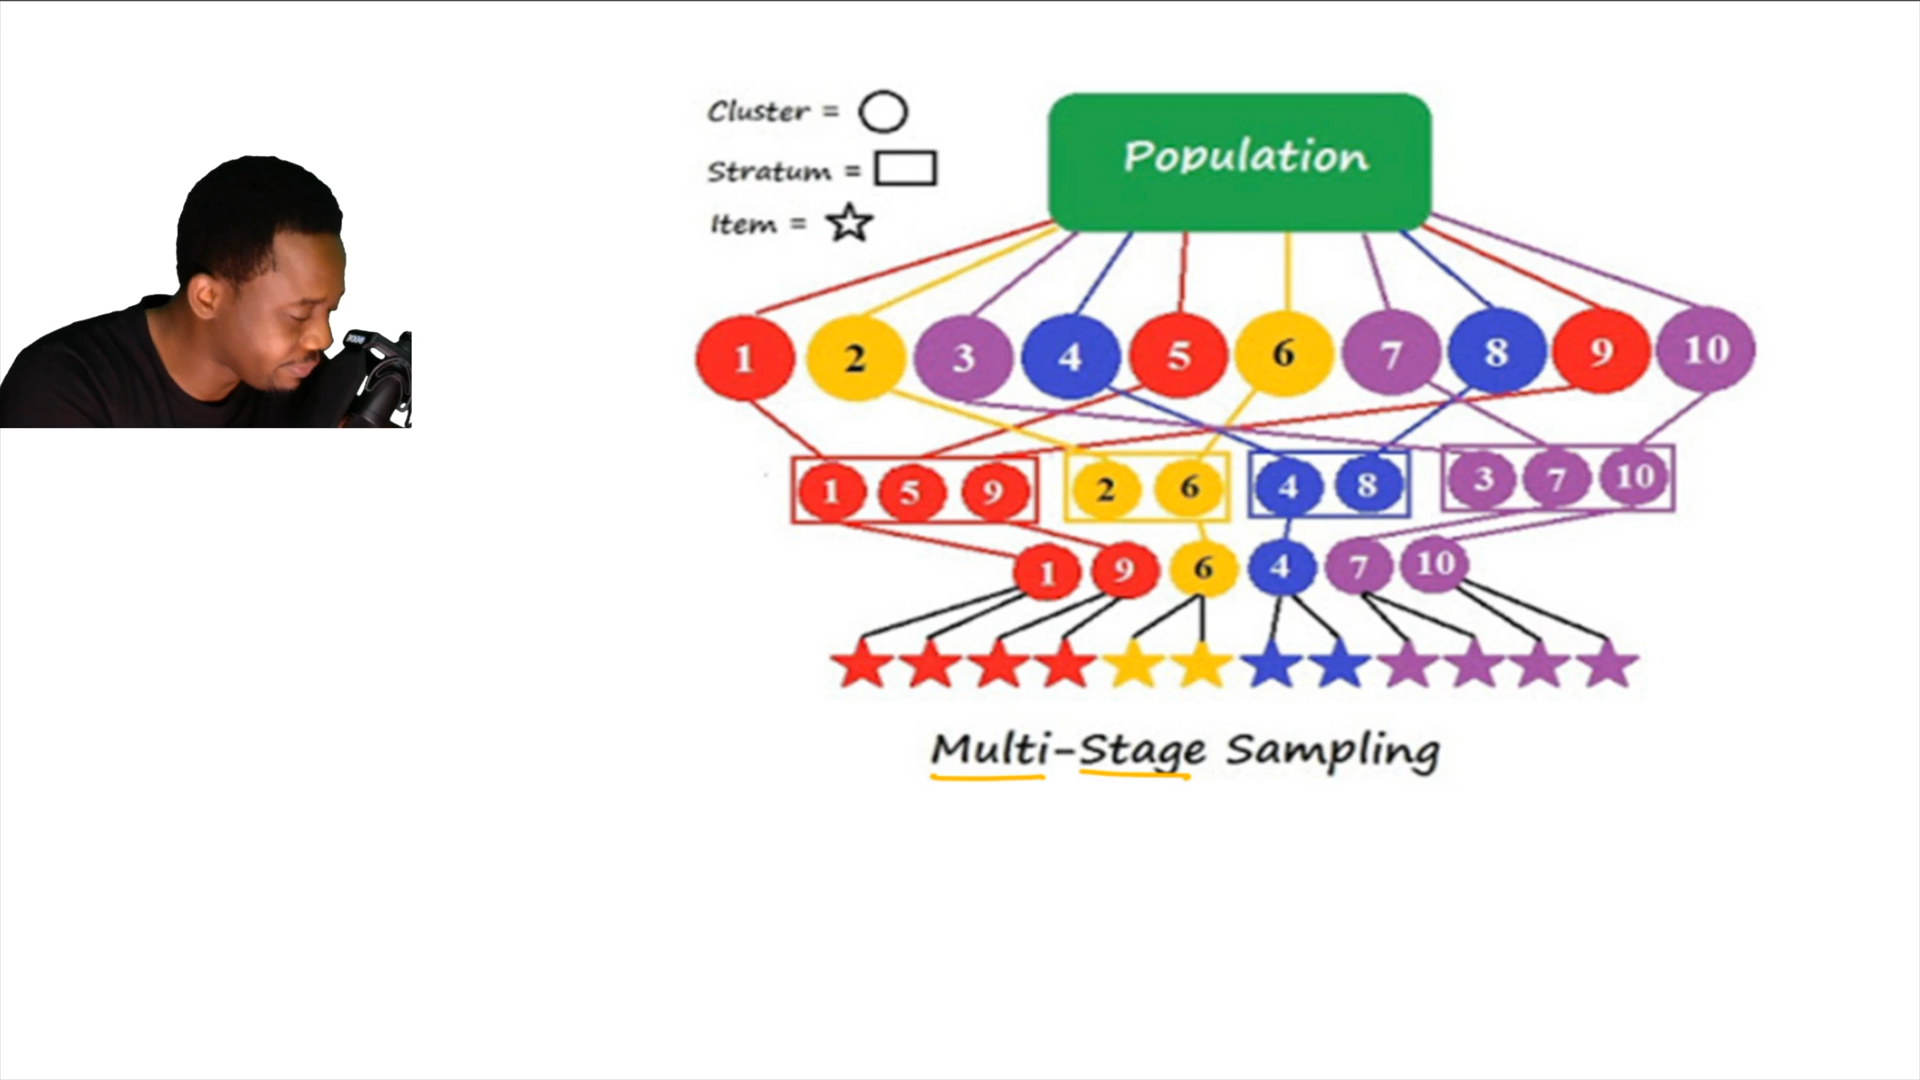 Cluster =
Stratum =
Item =
Population
1 2 3 4 5 6 7 8 9 10
1 5 9 2 6 4 8 3 7 10
1 9 6 4 7 10
Multi-Stage Sampling